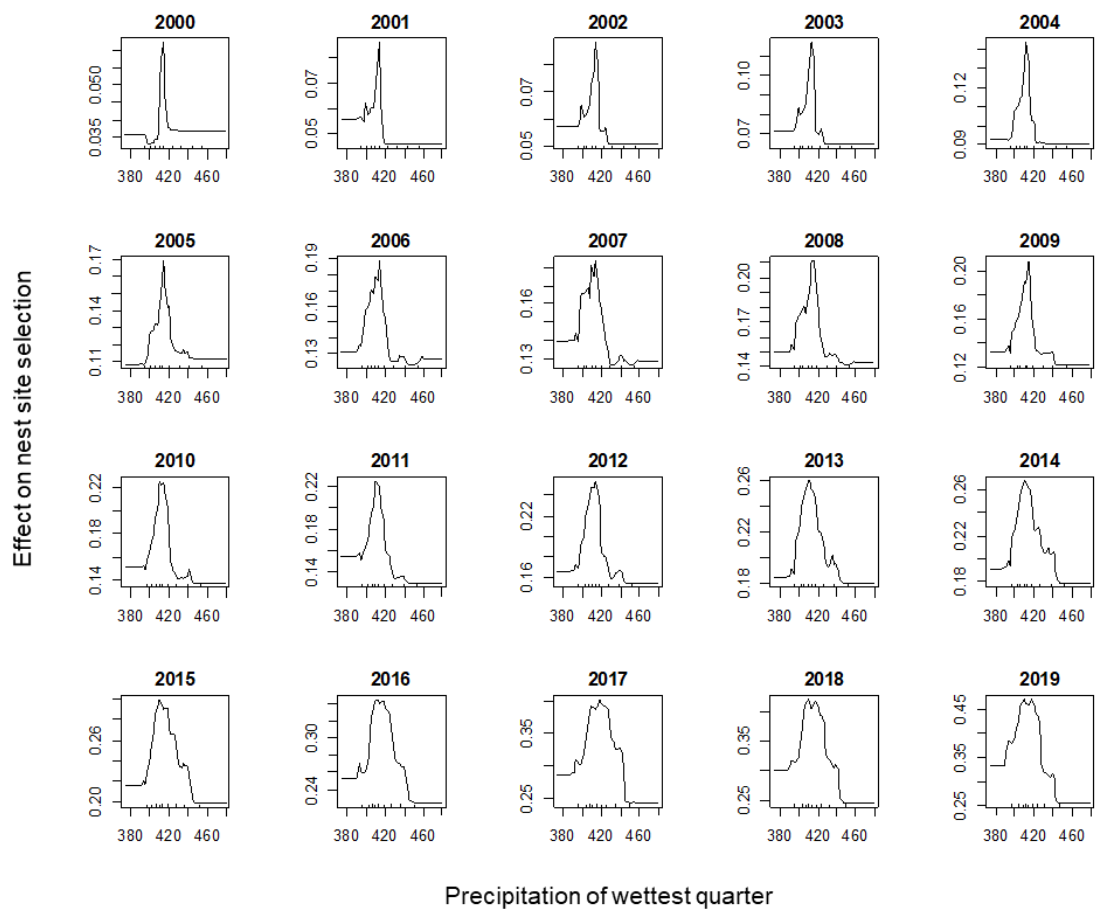 2000 2001 2002 2003 2004
0.035 0.050
0.05 0.07
0.05 0.07
0.07 0.10
0.09 0.12
380 420 460 380 420 460 380 420 460 380 420 460 380 420 460
2005 2006 2007 2008 2009
0.11 0.14 0.17
0.13 0.16 0.19
0.13 0.16
0.14 0.17 0.20
0.12 0.16 0.20
380 420 460 380 420 460 380 420 460 380 420 460 380 420 460
Effect on nest site selection
2010 2011 2012 2013 2014
0.14 0.18 0.22
0.14 0.18 0.22
0.16 0.22
0.18 0.22 0.26
0.18 0.22 0.26
380 420 460 380 420 460 380 420 460 380 420 460 380 420 460
2015 2016 2017 2018 2019
0.20 0.26
0.24 0.30
0.25 0.35
0.25 0.35
0.25 0.35 0.45
380 420 460 380 420 460 380 420 460 380 420 460 380 420 460
Precipitation of wettest quarter